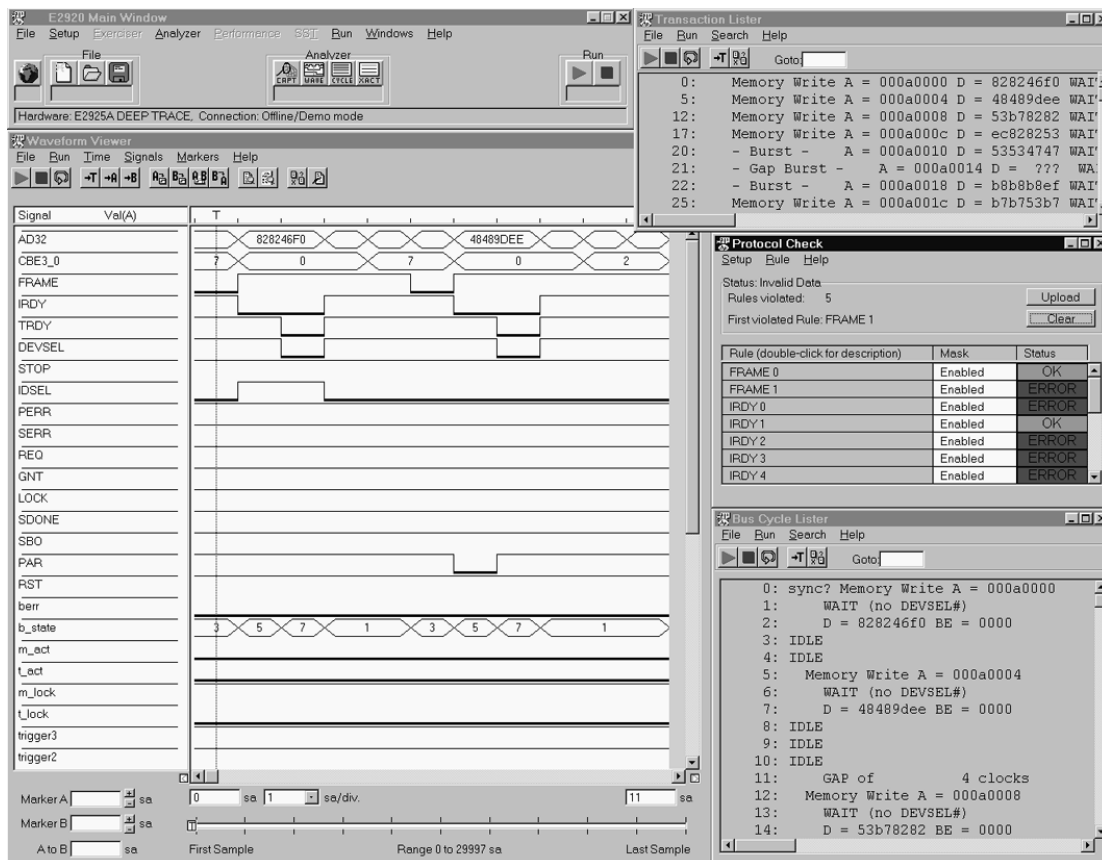 E2920 Main Window
File Setup Exerciser Analyzer Performance SST Run Windows Help
File Analyzer Run
CAPT WAVE CYCLE XACT
Hardware: E2925A DEEP TRACE, Connection: Offline/Demo mode
Transaction Lister
File Run Search Help
Goto:
0: Memory Write A = 000a0000 D = 828246f0 WAIT
5: Memory Write A = 000a0004 D = 48489dee WAIT
12: Memory Write A = 000a0008 D = 53b78282 WAIT
17: Memory Write A = 000a000c D = ec828253 WAIT
20: - Burst - A = 000a0010 D = 53534747 WAIT
21: - Gap Burst - A = 000a0014 D = ??? WA
22: - Burst - A = 000a0018 D = b8b8b8ef WAIT
25: Memory Write A = 000a001c D = b7b753b7 WAIT
Waveform Viewer
File Run Time Signals Markers Help
Signal Val(A) T
AD32 828246F0 48489DEE
CBE3_0 7 0 7 0 2
FRAME
IRDY
TRDY
DEVSEL
STOP
IDSEL
PERR
SERR
REQ
GNT
LOCK
SDONE
SBO
PAR
RST
berr
b_state 3 5 7 1 3 5 7 1
m_act
t_act
m_lock
t_lock
trigger3
trigger2
Marker A sa 0 sa 1 sa/div. 11 sa
Marker B sa
A to B sa First Sample Range 0 to 29997 sa Last Sample
Protocol Check
Setup Rule Help
Status: Invalid Data
Rules violated: 5 Upload
First violated Rule: FRAME 1 Clear
Rule (double-click for description) Mask Status
FRAME 0 Enabled OK
FRAME 1 Enabled ERROR
IRDY 0 Enabled ERROR
IRDY 1 Enabled OK
IRDY 2 Enabled ERROR
IRDY 3 Enabled ERROR
IRDY 4 Enabled ERROR
Bus Cycle Lister
File Run Search Help
Goto:
0: sync? Memory Write A = 000a0000
1: WAIT (no DEVSEL#)
2: D = 828246f0 BE = 0000
3: IDLE
4: IDLE
5: Memory Write A = 000a0004
6: WAIT (no DEVSEL#)
7: D = 48489dee BE = 0000
8: IDLE
9: IDLE
10: IDLE
11: GAP of 4 clocks
12: Memory Write A = 000a0008
13: WAIT (no DEVSEL#)
14: D = 53b78282 BE = 0000